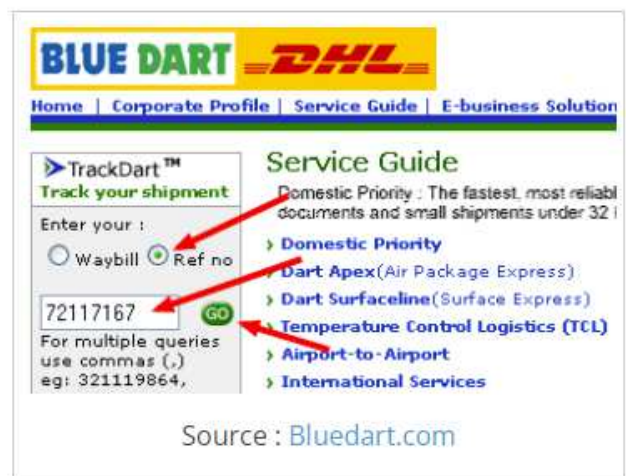 BLUE DART DHL
Home | Corporate Profile | Service Guide | E-business Solution
TrackDart™
Track your shipment
Enter your :
Waybill Ref no
72117167 GO
For multiple queries
use commas (,)
eg: 321119864,
Service Guide
Domestic Priority : The fastest, most reliabl
documents and small shipments under 32
Domestic Priority
Dart Apex(Air Package Express)
Dart Surfaceline(Surface Express)
Temperature Control Logistics (TCL)
Airport-to-Airport
International Services
Source : Bluedart.com